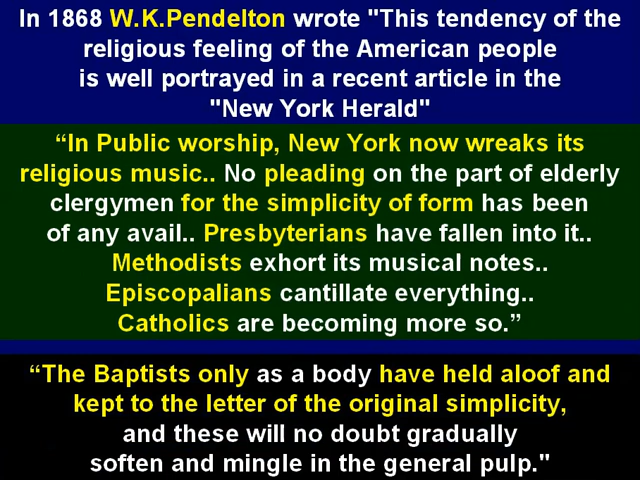 In 1868 W.K.Pendelton wrote "This tendency of the
religious feeling of the American people
is well portrayed in a recent article in the
"New York Herald"
“In Public worship, New York now wreaks its
religious music.. No pleading on the part of elderly
clergymen for the simplicity of form has been
of any avail.. Presbyterians have fallen into it..
Methodists exhort its musical notes..
Episcopalians cantillate everything..
Catholics are becoming more so.”
“The Baptists only as a body have held aloof and
kept to the letter of the original simplicity,
and these will no doubt gradually
soften and mingle in the general pulp."